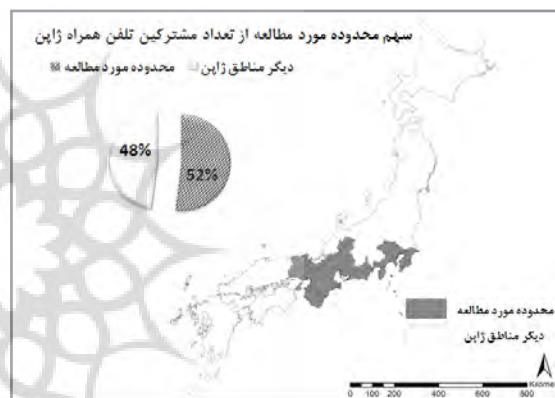 سهم محدوده مورد مطالعه از تعداد مشترکین تلفن همراه ژاپن
محدوده مورد مطالعه دیگر مناطق ژاپن
48%
52%
محدوده مورد مطالعه
دیگر مناطق ژاپن
0 100 200 400 600 800